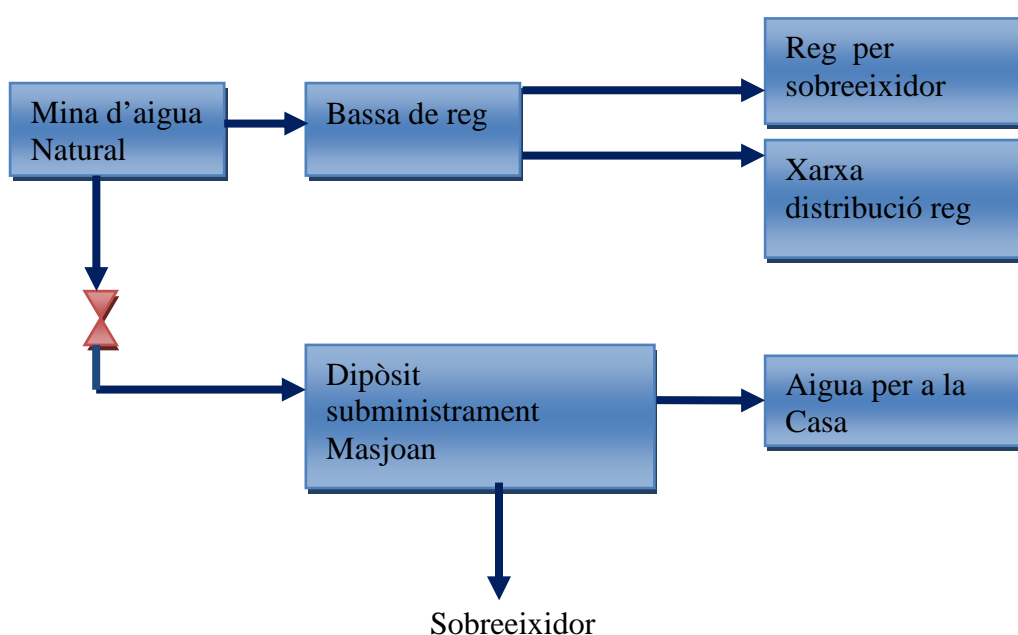 Mina d’aigua
Natural
Bassa de reg
Reg per
sobreeixidor
Xarxa
distribució reg
Dipòsit
subministrament
Masjoan
Aigua per a la
Casa
Sobreeixidor